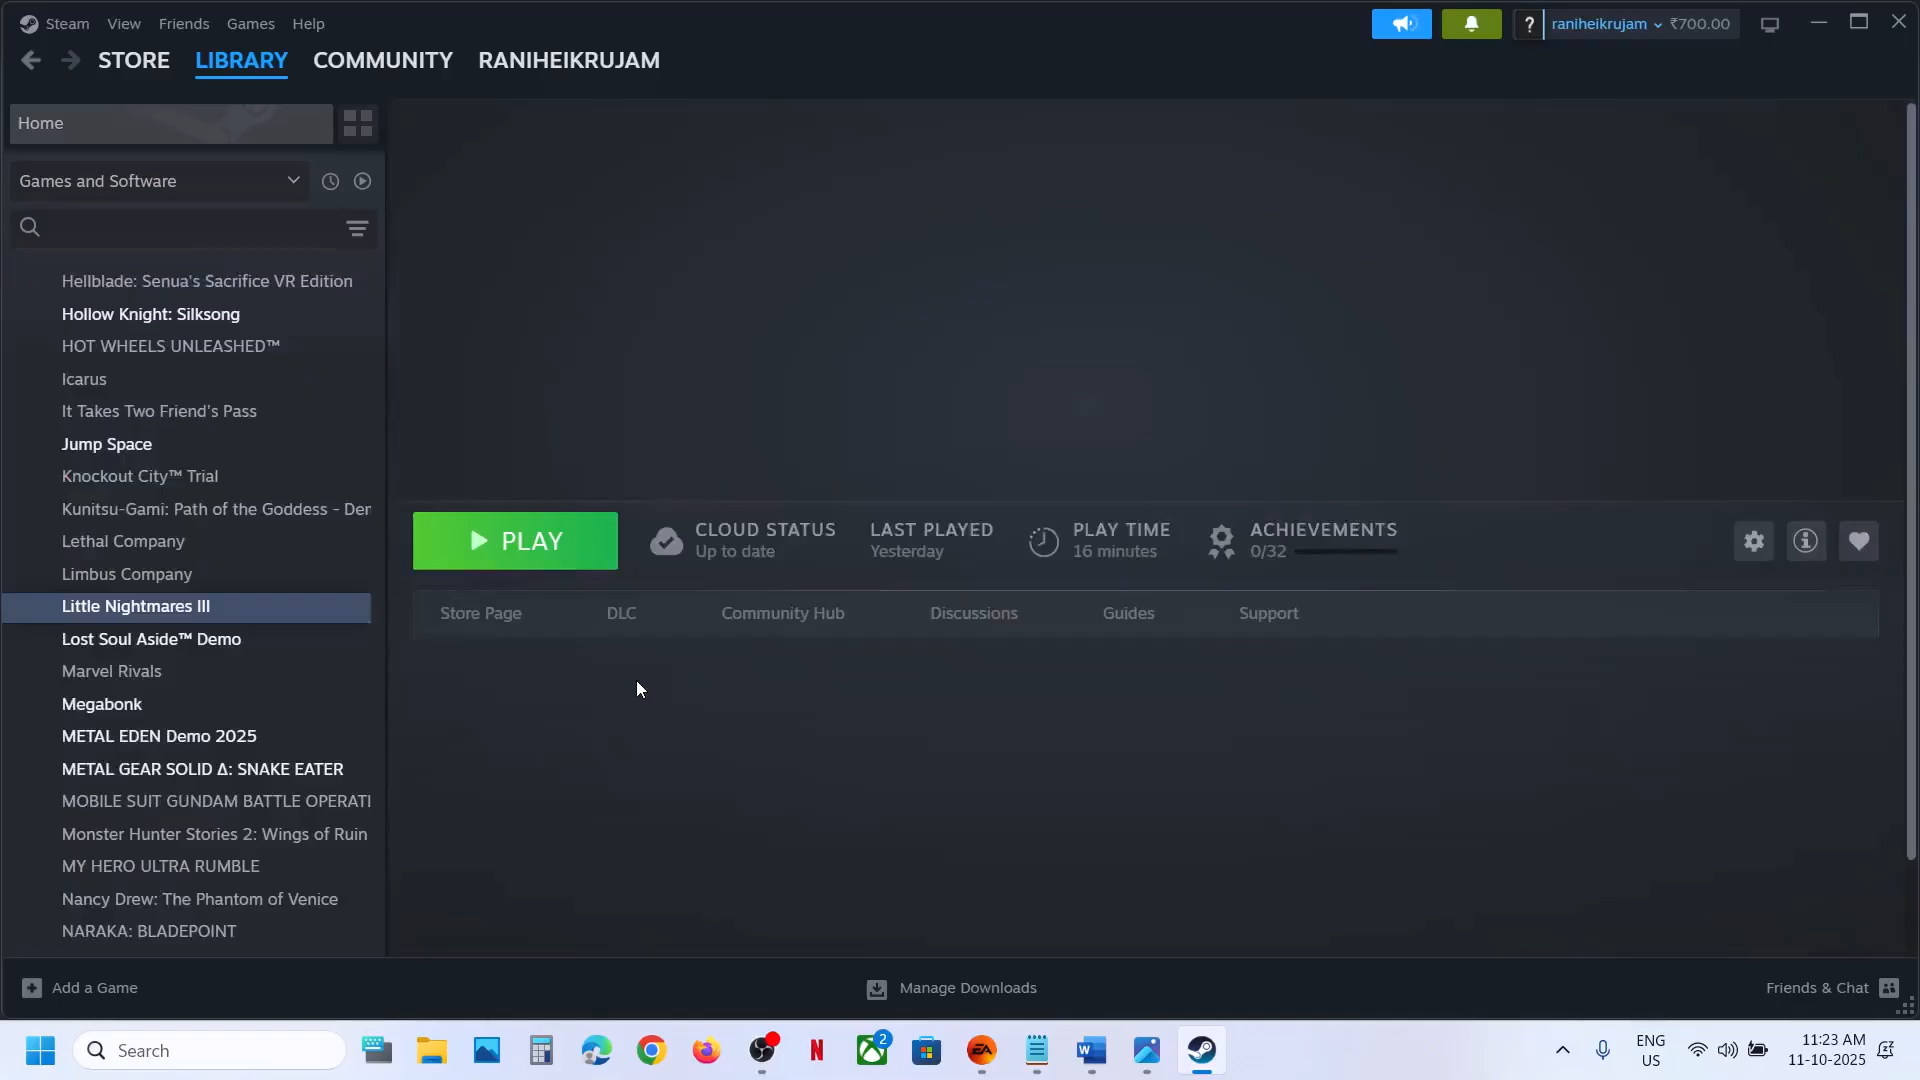 Steam View Friends Games Help
? raniheikrujam ₹700.00
STORE LIBRARY COMMUNITY RANIHEIKRUJAM
Home
Games and Software
Hellblade: Senua's Sacrifice VR Edition
Hollow Knight: Silksong
HOT WHEELS UNLEASHED™
Icarus
It Takes Two Friend's Pass
Jump Space
Knockout City™ Trial
Kunitsu-Gami: Path of the Goddess - Der
Lethal Company
Limbus Company
Little Nightmares III
Lost Soul Aside™ Demo
Marvel Rivals
Megabonk
METAL EDEN Demo 2025
METAL GEAR SOLID Δ: SNAKE EATER
MOBILE SUIT GUNDAM BATTLE OPERATI
Monster Hunter Stories 2: Wings of Ruin
MY HERO ULTRA RUMBLE
Nancy Drew: The Phantom of Venice
NARAKA: BLADEPOINT
PLAY
CLOUD STATUS
Up to date
LAST PLAYED
Yesterday
PLAY TIME
16 minutes
ACHIEVEMENTS
0/32
Store Page DLC Community Hub Discussions Guides Support
Add a Game
Manage Downloads
Friends & Chat
Search
N
2
EA
W
ENG
US
11:23 AM
11-10-2025